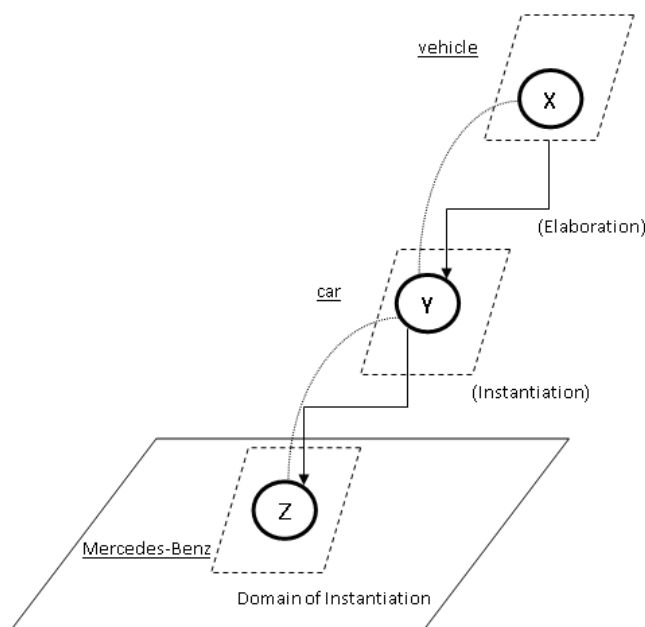 vehicle
X
(Elaboration)
car
Y
(Instantiation)
Z
Mercedes-Benz
Domain of Instantiation